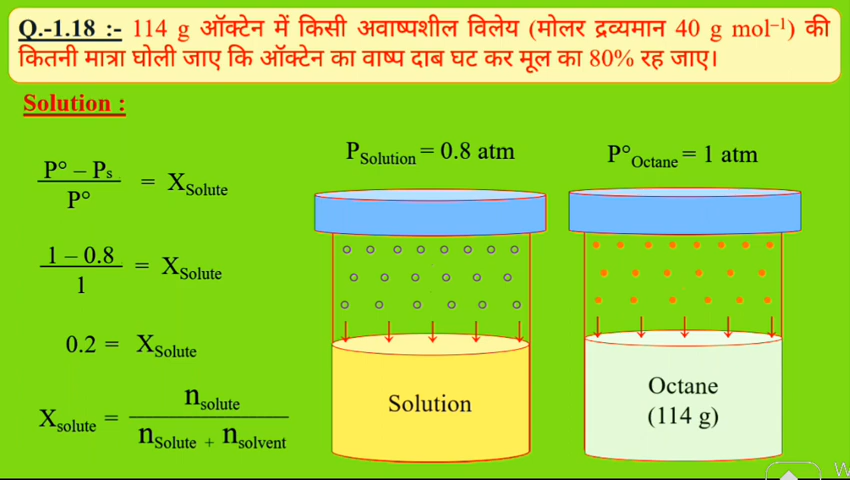 Q.-1.18 :- 114 g ऑक्टेन में किसी अवाष्पशील विलेय (मोलर द्रव्यमान 40 g mol⁻¹) की
कितनी मात्रा घोली जाए कि ऑक्टेन का वाष्प दाब घट कर मूल का 80% रह जाए।
Solution :
P° – Pₛ / P° = X_Solute
1 – 0.8 / 1 = X_Solute
0.2 = X_Solute
X_solute = n_solute / n_Solute + n_solvent
P_Solution = 0.8 atm
P°_Octane = 1 atm
Solution
Octane
(114 g)